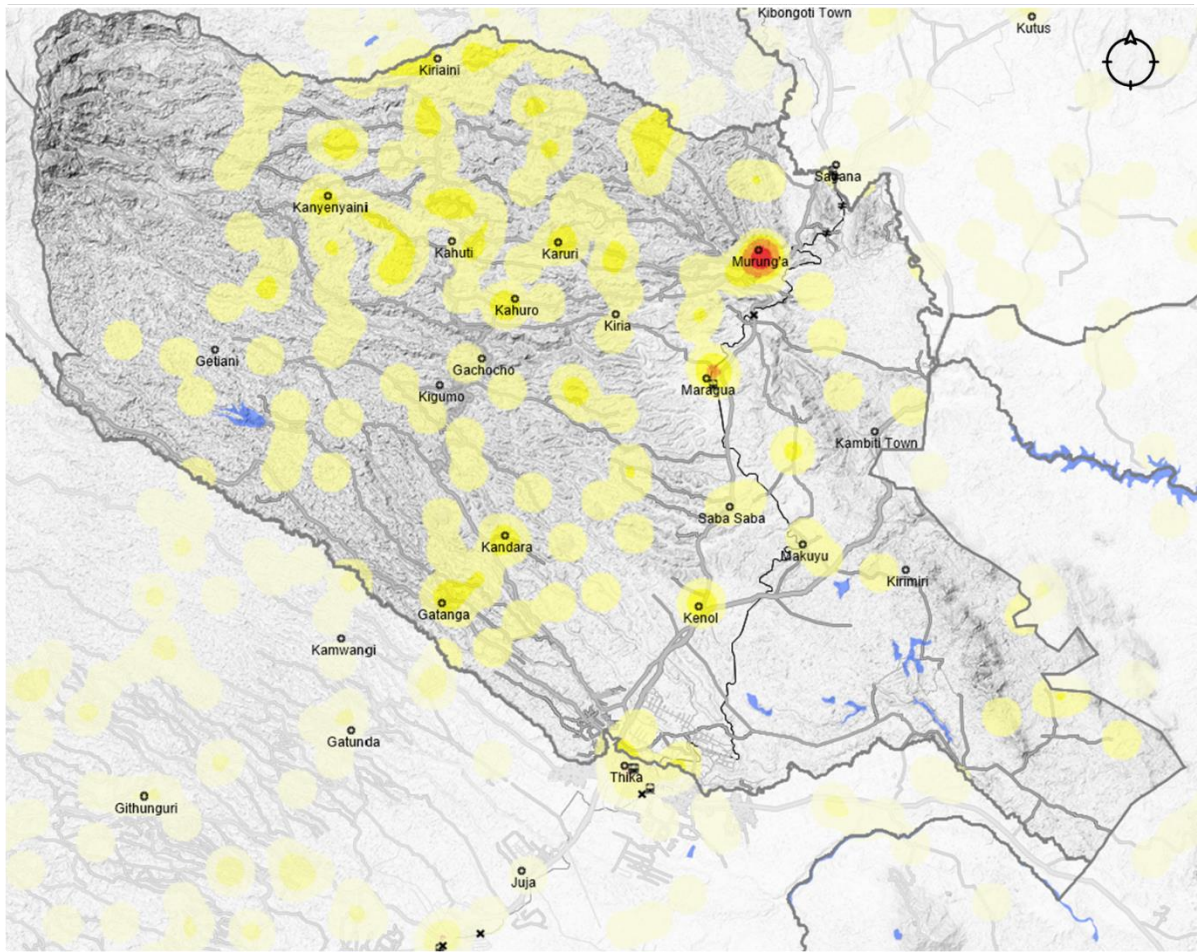 Kibongoti Town
Kutus
Kiriaini
Sagana
Kanyenyaini
Kahuti
Karuri
Murung'a
Kahuro
Kiria
Getiani
Gachocho
Kigumo
Maragua
Kambiti Town
Saba Saba
Kandara
Makuyu
Kirimiri
Gatanga
Kenol
Kamwangi
Gatunda
Thika
Githunguri
Juja